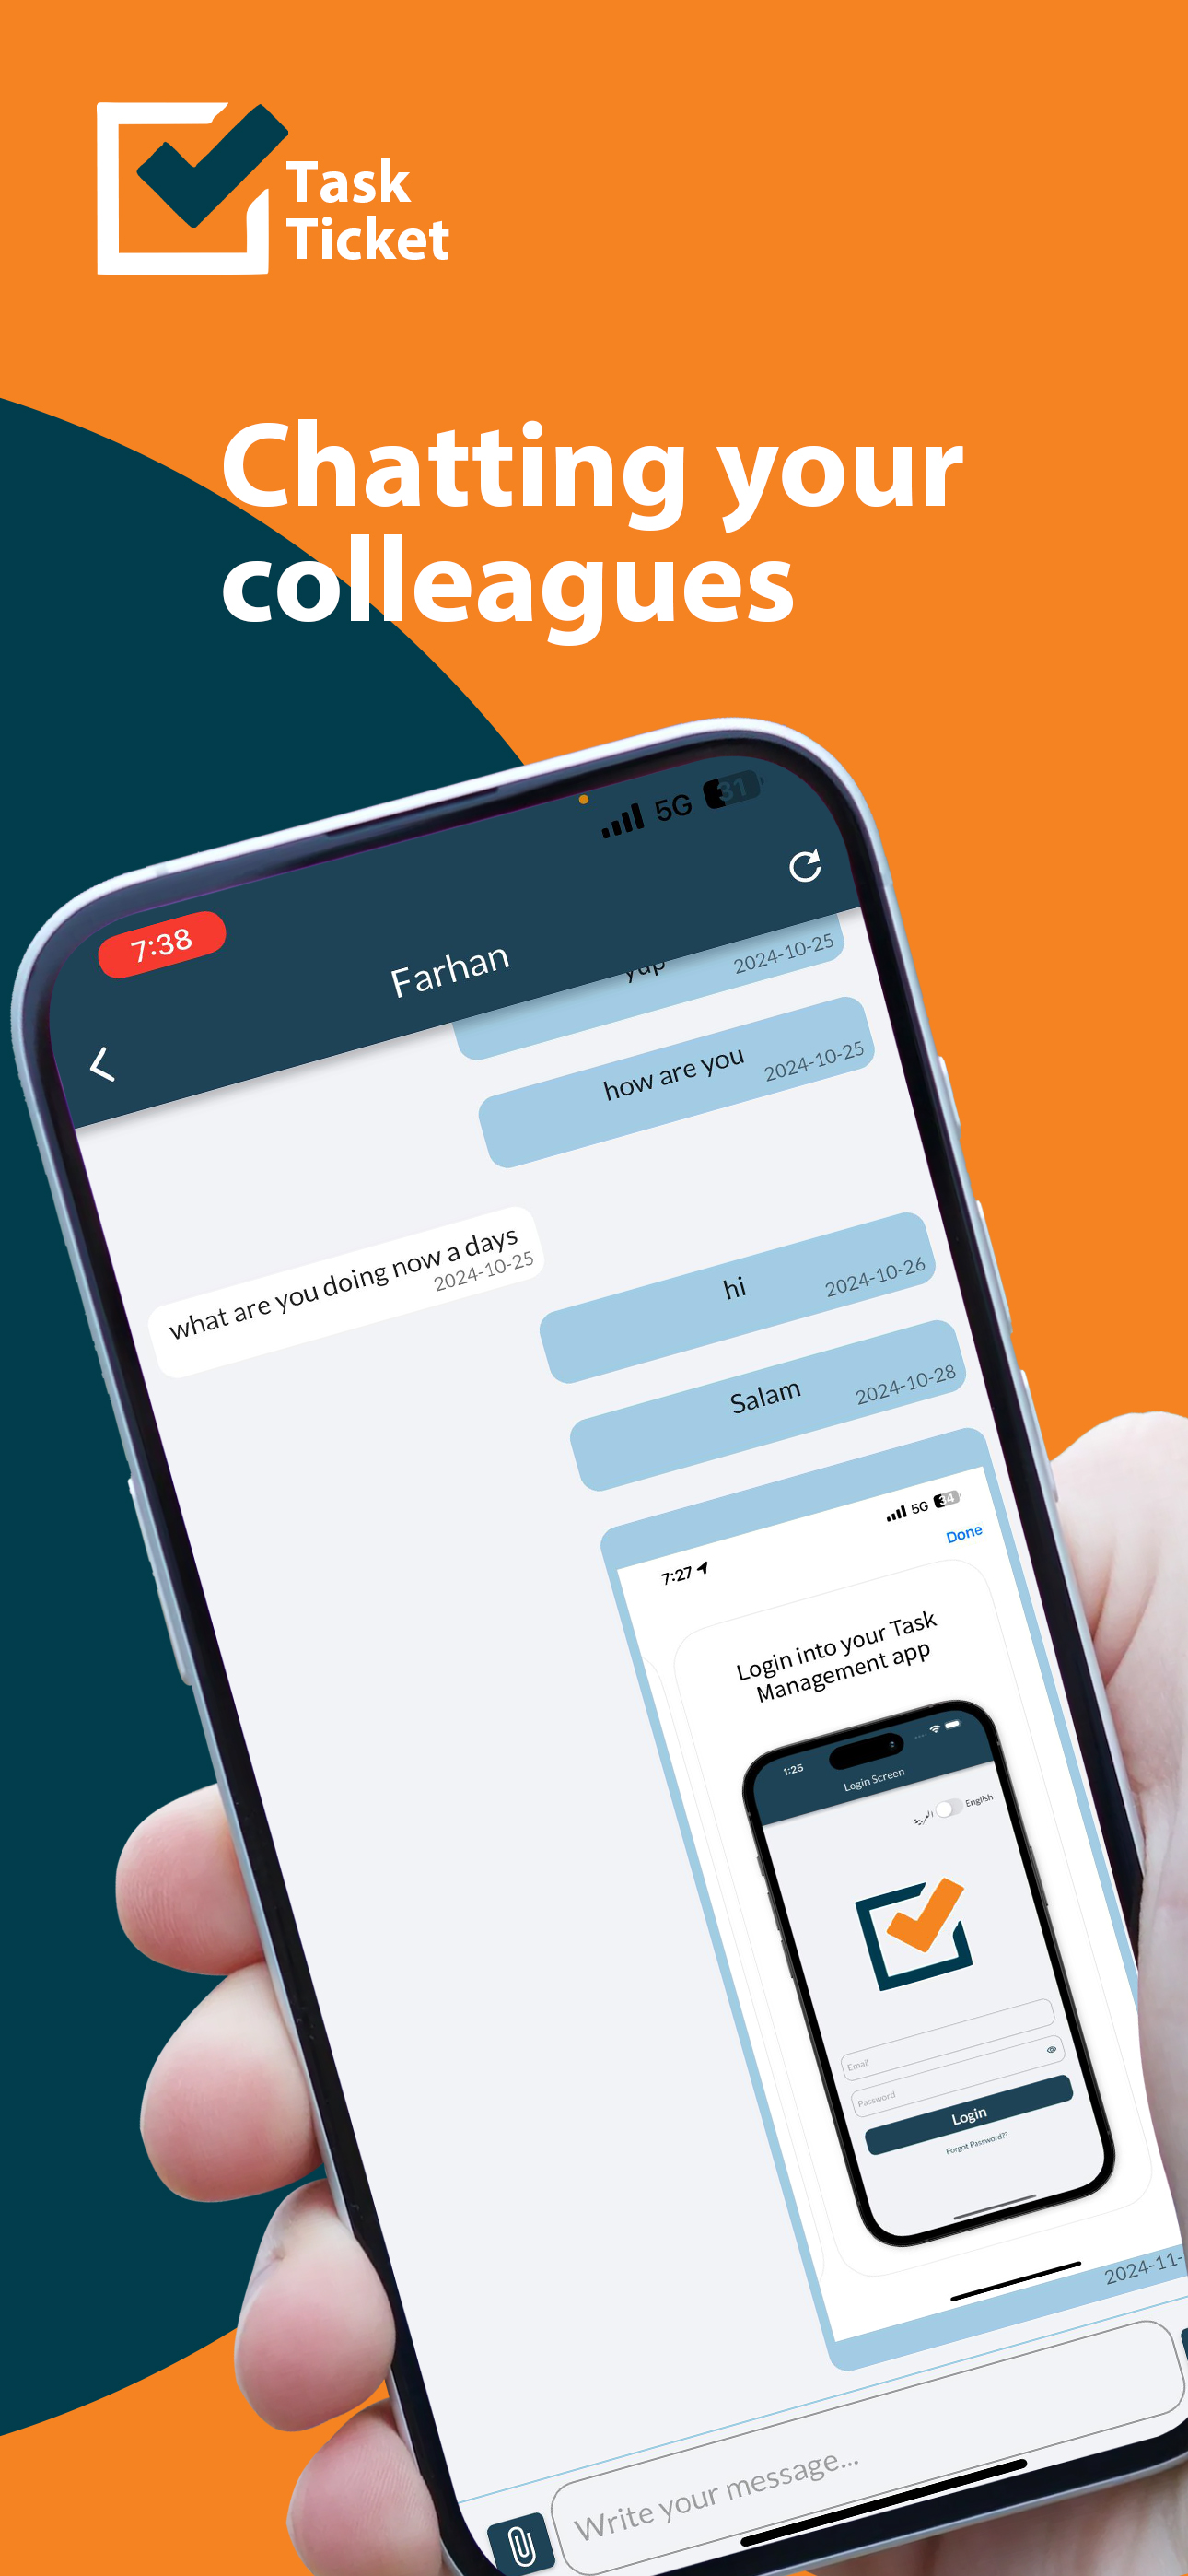 Task
Ticket
Chatting your
colleagues
7:38
5G 31
Farhan
yup
2024-10-25
how are you
2024-10-25
what are you doing now a days
2024-10-25
hi
2024-10-26
Salam
2024-10-28
7:27
5G 34
Done
Login into your Task
Management app
1:25
Login Screen
English
Email
Password
Login
Forgot Password??
2024-11-
Write your message...